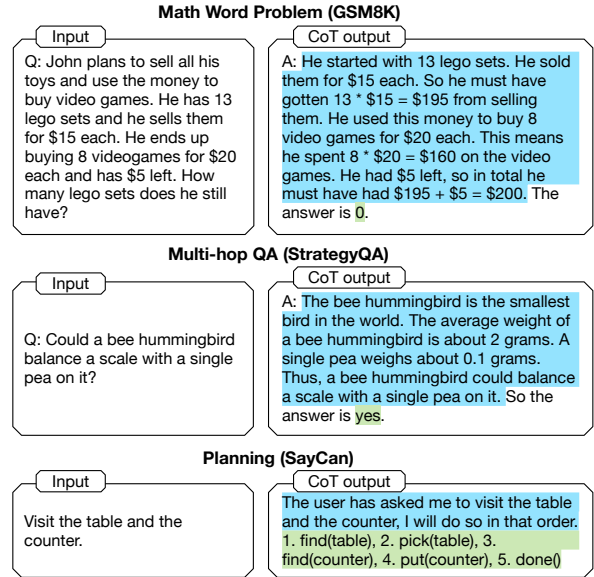 Math Word Problem (GSM8K)
Input
Q: John plans to sell all his
toys and use the money to
buy video games. He has 13
lego sets and he sells them
for $15 each. He ends up
buying 8 videogames for $20
each and has $5 left. How
many lego sets does he still
have?
CoT output
A: He started with 13 lego sets. He sold
them for $15 each. So he must have
gotten 13 * $15 = $195 from selling
them. He used this money to buy 8
video games for $20 each. This means
he spent 8 * $20 = $160 on the video
games. He had $5 left, so in total he
must have had $195 + $5 = $200. The
answer is 0.
Multi-hop QA (StrategyQA)
Input
Q: Could a bee hummingbird
balance a scale with a single
pea on it?
CoT output
A: The bee hummingbird is the smallest
bird in the world. The average weight of
a bee hummingbird is about 2 grams. A
single pea weighs about 0.1 grams.
Thus, a bee hummingbird could balance
a scale with a single pea on it. So the
answer is yes.
Planning (SayCan)
Input
Visit the table and the
counter.
CoT output
The user has asked me to visit the table
and the counter, I will do so in that order.
1. find(table), 2. pick(table), 3.
find(counter), 4. put(counter), 5. done()